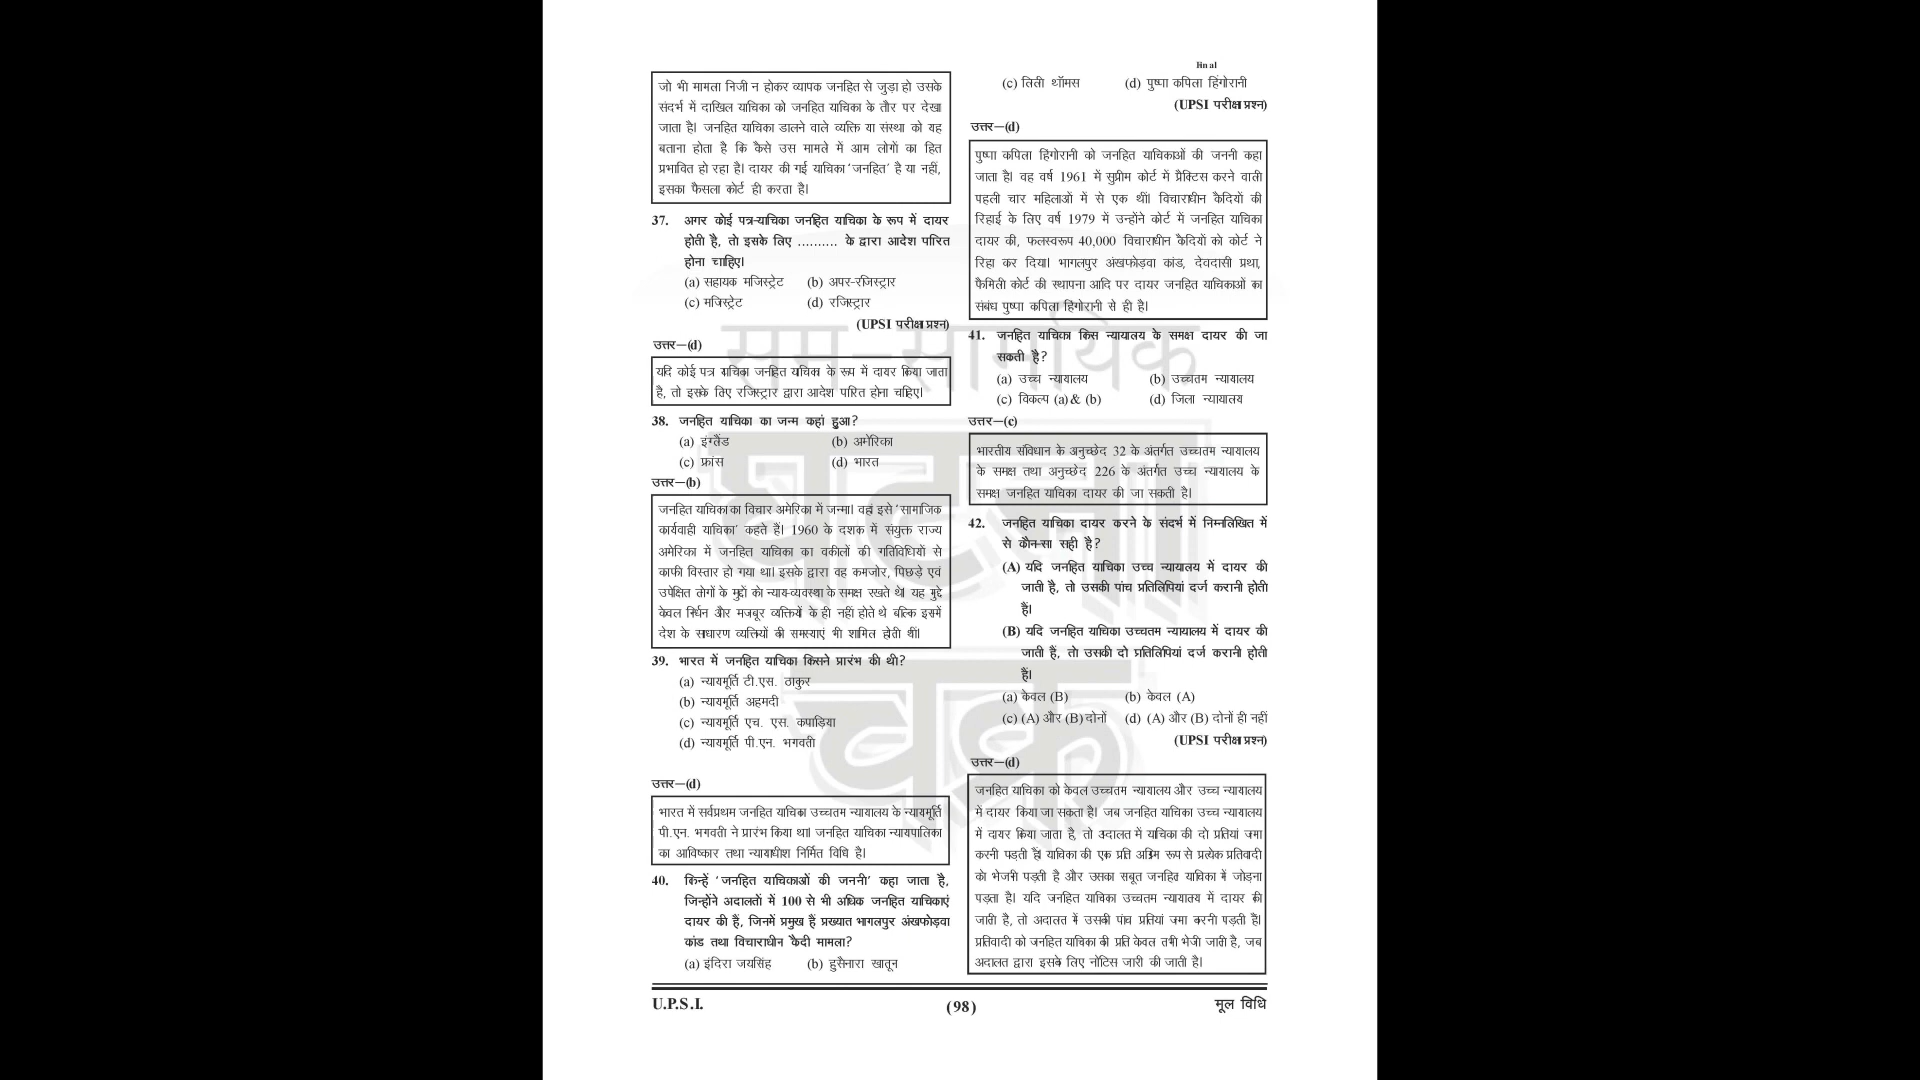 जो भी मामला निजी न होकर व्यापक जनहित से जुड़ा हो उसके
संदर्भ में दाखिल याचिका को जनहित याचिका के तौर पर देखा
जाता है। जनहित याचिका डालने वाले व्यक्ति या संस्था को यह
बताना होता है कि कैसे उस मामले में आम लोगों का हित
प्रभावित हो रहा है। दायर की गई याचिका 'जनहित' है या नहीं,
इसका फैसला कोर्ट ही करता है।
37. अगर कोई पत्र-याचिका जनहित याचिका के रूप में दायर
होती है, तो इसके लिए .......... के द्वारा आदेश पारित
होना चाहिए।
(a) सहायक मजिस्ट्रेट (b) अपर-रजिस्ट्रार
(c) मजिस्ट्रेट (d) रजिस्ट्रार
(UPSI परीक्षा प्रश्न)
उत्तर—(d)
यदि कोई पत्र याचिका जनहित याचिका के रूप में दायर किया जाता
है, तो इसके लिए रजिस्ट्रार द्वारा आदेश पारित होना चाहिए।
38. जनहित याचिका का जन्म कहां हुआ?
(a) इंग्लैंड (b) अमेरिका
(c) फ्रांस (d) भारत
उत्तर—(b)
जनहित याचिका का विचार अमेरिका में जन्मा। वहां इसे 'सामाजिक
कार्यवाही याचिका' कहते हैं। 1960 के दशक में संयुक्त राज्य
अमेरिका में जनहित याचिका का वकीलों की गतिविधियों से
काफी विस्तार हो गया था। इसके द्वारा वह कमजोर, पिछड़े एवं
उपेक्षित लोगों के मुद्दों को न्याय-व्यवस्था के समक्ष रखते थे। यह मुद्दे
केवल निर्धन और मजबूर व्यक्तियों के ही नहीं होते थे बल्कि इसमें
देश के साधारण व्यक्तियों की समस्याएं भी शामिल होती थीं।
39. भारत में जनहित याचिका किसने प्रारंभ की थी?
(a) न्यायमूर्ति टी.एस. ठाकुर
(b) न्यायमूर्ति अहमदी
(c) न्यायमूर्ति एच. एस. कपाड़िया
(d) न्यायमूर्ति पी.एन. भगवती
उत्तर—(d)
भारत में सर्वप्रथम जनहित याचिका उच्चतम न्यायालय के न्यायमूर्ति
पी.एन. भगवती ने प्रारंभ किया था। जनहित याचिका न्यायपालिका
का आविष्कार तथा न्यायाधीश निर्मित विधि है।
40. किन्हें 'जनहित याचिकाओं की जननी' कहा जाता है,
जिन्होंने अदालतों में 100 से भी अधिक जनहित याचिकाएं
दायर की हैं, जिनमें प्रमुख हैं प्रख्यात भागलपुर अंखफोड़वा
कांड तथा विचाराधीन कैदी मामला?
(a) इंदिरा जयसिंह (b) हुसैनारा खातून
Final
(c) लिली थॉमस (d) पुष्पा कपिला हिंगोरानी
(UPSI परीक्षा प्रश्न)
उत्तर—(d)
पुष्पा कपिला हिंगोरानी को जनहित याचिकाओं की जननी कहा
जाता है। वह वर्ष 1961 में सुप्रीम कोर्ट में प्रैक्टिस करने वाली
पहली चार महिलाओं में से एक थीं। विचाराधीन कैदियों की
रिहाई के लिए वर्ष 1979 में उन्होंने कोर्ट में जनहित याचिका
दायर की, फलस्वरूप 40,000 विचाराधीन कैदियों को कोर्ट ने
रिहा कर दिया। भागलपुर अंखफोड़वा कांड, देवदासी प्रथा,
फैमिली कोर्ट की स्थापना आदि पर दायर जनहित याचिकाओं का
संबंध पुष्पा कपिला हिंगोरानी से ही है।
41. जनहित याचिका किस न्यायालय के समक्ष दायर की जा
सकती है?
(a) उच्च न्यायालय (b) उच्चतम न्यायालय
(c) विकल्प (a) & (b) (d) जिला न्यायालय
उत्तर—(c)
भारतीय संविधान के अनुच्छेद 32 के अंतर्गत उच्चतम न्यायालय
के समक्ष तथा अनुच्छेद 226 के अंतर्गत उच्च न्यायालय के
समक्ष जनहित याचिका दायर की जा सकती है।
42. जनहित याचिका दायर करने के संदर्भ में निम्नलिखित में
से कौन-सा सही है?
(A) यदि जनहित याचिका उच्च न्यायालय में दायर की
जाती है, तो उसकी पांच प्रतिलिपियां दर्ज करानी होती
हैं।
(B) यदि जनहित याचिका उच्चतम न्यायालय में दायर की
जाती हैं, तो उसकी दो प्रतिलिपियां दर्ज करानी होती
हैं।
(a) केवल (B) (b) केवल (A)
(c) (A) और (B) दोनों (d) (A) और (B) दोनों ही नहीं
(UPSI परीक्षा प्रश्न)
उत्तर—(d)
जनहित याचिका को केवल उच्चतम न्यायालय और उच्च न्यायालय
में दायर किया जा सकता है। जब जनहित याचिका उच्च न्यायालय
में दायर किया जाता है, तो अदालत में याचिका की दो प्रतियां जमा
करनी पड़ती हैं। याचिका की एक प्रति अग्रिम रूप से प्रत्येक प्रतिवादी
को भेजनी पड़ती है और उसका सबूत जनहित याचिका में जोड़ना
पड़ता है। यदि जनहित याचिका उच्चतम न्यायालय में दायर की
जाती है, तो अदालत में उसकी पांच प्रतियां जमा करनी पड़ती है।
प्रतिवादी को जनहित याचिका की प्रति केवल तभी भेजी जाती है, जब
अदालत द्वारा इसके लिए नोटिस जारी की जाती है।
सम-सामयिक
घटना
चक्र
U.P.S.I. (98) मूल विधि